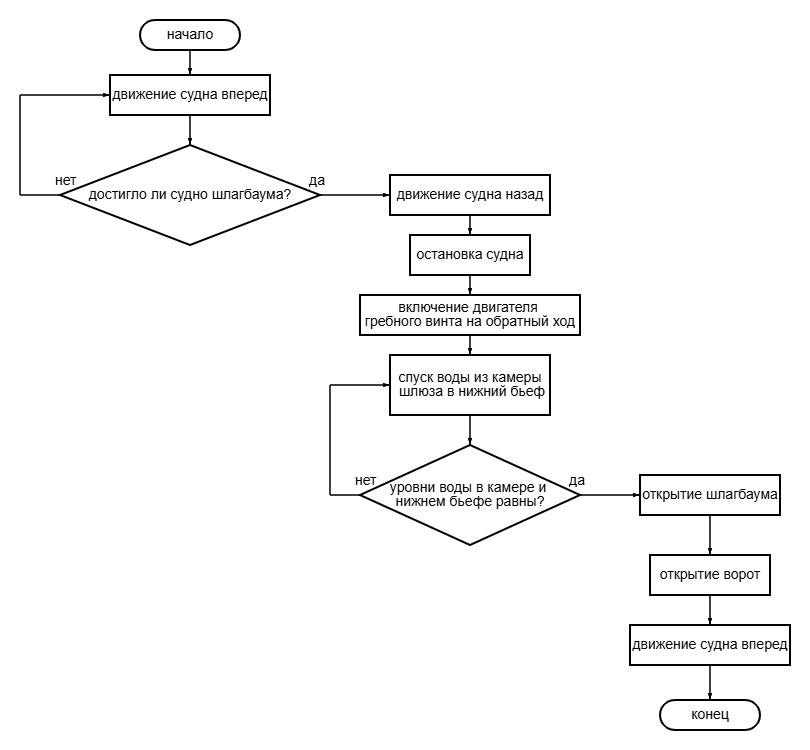 начало
движение судна вперед
нет
достигло ли судно шлагбаума?
да
движение судна назад
остановка судна
включение двигателя
гребного винта на обратный ход
спуск воды из камеры
шлюза в нижний бьеф
нет
уровни воды в камере и
нижнем бьефе равны?
да
открытие шлагбаума
открытие ворот
движение судна вперед
конец